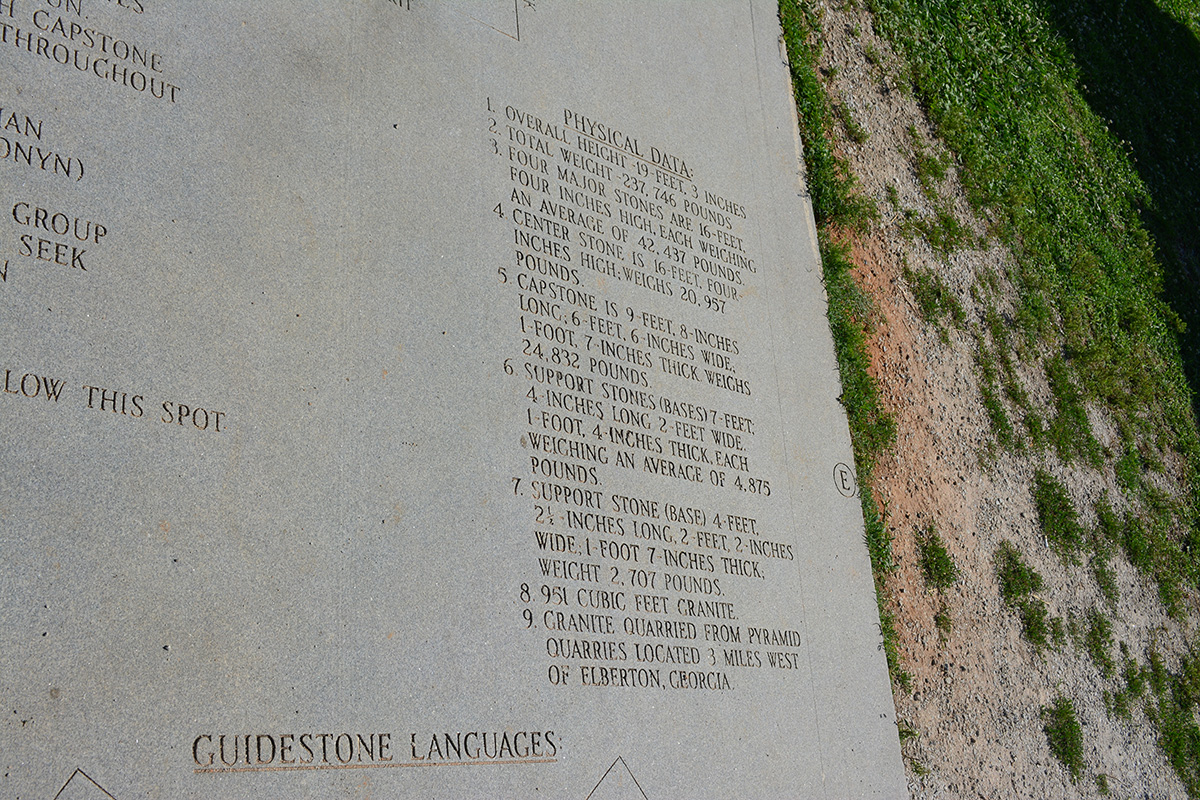 UN
H CAPSTONE
THROUGHOUT
IAN
ONYN)
GROUP
SEEK
N
LOW THIS SPOT
PHYSICAL DATA:
1. OVERALL HEIGHT - 19-FEET, 3 INCHES
2. TOTAL WEIGHT - 237,746 POUNDS
3. FOUR MAJOR STONES ARE 16-FEET,
FOUR INCHES HIGH, EACH WEIGHING
AN AVERAGE OF 42,437 POUNDS.
4. CENTER STONE IS 16-FEET, FOUR-
INCHES HIGH; WEIGHS 20,957
POUNDS.
5. CAPSTONE IS 9-FEET, 8-INCHES
LONG; 6-FEET, 6-INCHES WIDE,
1-FOOT, 7-INCHES THICK. WEIGHS
24,832 POUNDS.
6. SUPPORT STONES (BASES) 7-FEET,
4-INCHES LONG 2-FEET WIDE.
1-FOOT, 4-INCHES THICK, EACH
WEIGHING AN AVERAGE OF 4,875
POUNDS.
7. SUPPORT STONE (BASE) 4-FEET,
2½-INCHES LONG, 2-FEET, 2-INCHES
WIDE, 1-FOOT 7-INCHES THICK;
WEIGHT 2,707 POUNDS.
8. 951 CUBIC FEET GRANITE.
9. GRANITE QUARRIED FROM PYRAMID
QUARRIES LOCATED 3 MILES WEST
OF ELBERTON, GEORGIA.
E
GUIDESTONE LANGUAGES: